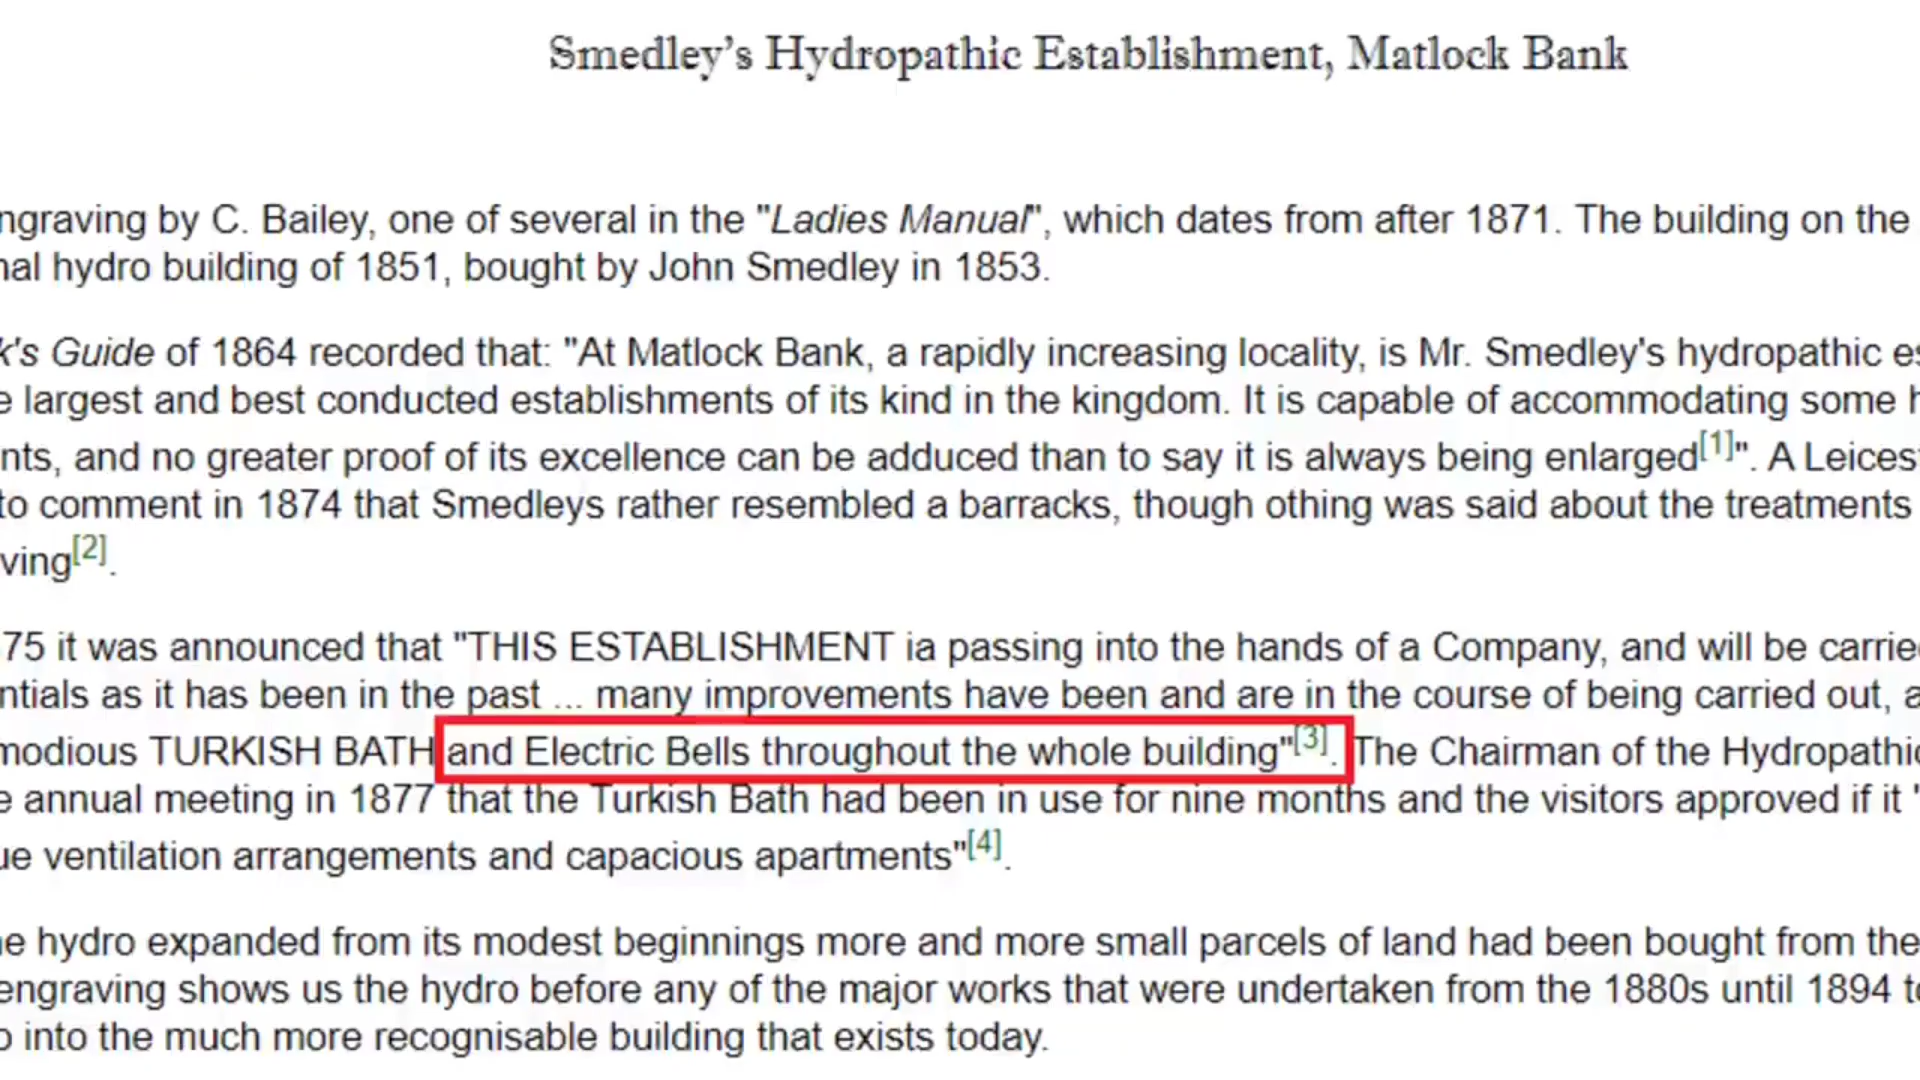 Smedley's Hydropathic Establishment, Matlock Bank
ngraving by C. Bailey, one of several in the "Ladies Manual", which dates from after 1871. The building on the
nal hydro building of 1851, bought by John Smedley in 1853.
k's Guide of 1864 recorded that: "At Matlock Bank, a rapidly increasing locality, is Mr. Smedley's hydropathic es
e largest and best conducted establishments of its kind in the kingdom. It is capable of accommodating some h
nts, and no greater proof of its excellence can be adduced than to say it is always being enlarged[1]". A Leices
to comment in 1874 that Smedleys rather resembled a barracks, though othing was said about the treatments
ving[2].
75 it was announced that "THIS ESTABLISHMENT ia passing into the hands of a Company, and will be carrie
ntials as it has been in the past ... many improvements have been and are in the course of being carried out, a
modious TURKISH BATH and Electric Bells throughout the whole building"[3]. The Chairman of the Hydropathic
e annual meeting in 1877 that the Turkish Bath had been in use for nine months and the visitors approved if it "
ue ventilation arrangements and capacious apartments"[4].
e hydro expanded from its modest beginnings more and more small parcels of land had been bought from the
engraving shows us the hydro before any of the major works that were undertaken from the 1880s until 1894 to
o into the much more recognisable building that exists today.